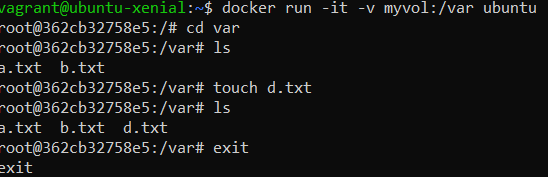 vagrant@ubuntu-xenial:~$ docker run -it -v myvol:/var ubuntu
root@362cb32758e5:/# cd var
root@362cb32758e5:/var# ls
a.txt  b.txt
root@362cb32758e5:/var# touch d.txt
root@362cb32758e5:/var# ls
a.txt  b.txt  d.txt
root@362cb32758e5:/var# exit
exit